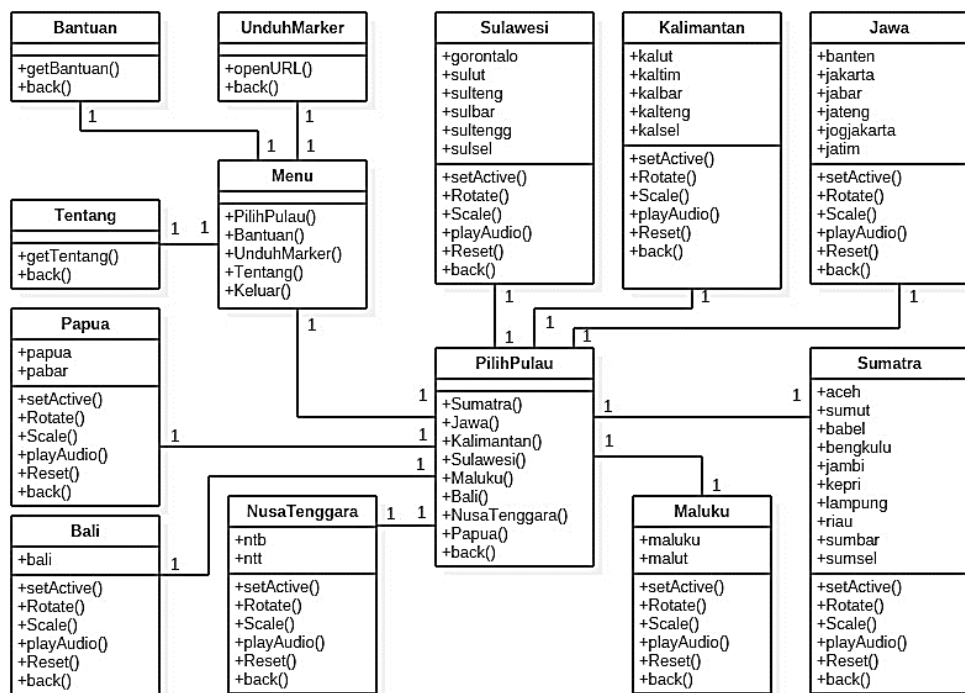 Bantuan
+getBantuan()
+back()
1
1
UnduhMarker
+openURL()
+back()
1
1
Sulawesi
+gorontalo
+sulut
+sulteng
+sulbar
+sultengg
+sulsel
+setActive()
+Rotate()
+Scale()
+playAudio()
+Reset()
+back()
1
1
Kalimantan
+kalut
+kaltim
+kalbar
+kalteng
+kalsel
+setActive()
+Rotate()
+Scale()
+playAudio()
+Reset()
+back()
1
1
Jawa
+banten
+jakarta
+jabar
+jateng
+jogjakarta
+jatim
+setActive()
+Rotate()
+Scale()
+playAudio()
+Reset()
+back()
1
1
Tentang
+getTentang()
+back()
1
1
Menu
+PilihPulau()
+Bantuan()
+UnduhMarker()
+Tentang()
+Keluar()
1
1
Papua
+papua
+pabar
+setActive()
+Rotate()
+Scale()
+playAudio()
+Reset()
+back()
1
1
PilihPulau
+Sumatra()
+Jawa()
+Kalimantan()
+Sulawesi()
+Maluku()
+Bali()
+NusaTenggara()
+Papua()
+back()
1
1
Sumatra
+aceh
+sumut
+babel
+bengkulu
+jambi
+kepri
+lampung
+riau
+sumbar
+sumsel
+setActive()
+Rotate()
+Scale()
+playAudio()
+Reset()
+back()
Bali
+bali
+setActive()
+Rotate()
+Scale()
+playAudio()
+Reset()
+back()
1
1
NusaTenggara
+ntb
+ntt
+setActive()
+Rotate()
+Scale()
+playAudio()
+Reset()
+back()
1
1
Maluku
+maluku
+malut
+setActive()
+Rotate()
+Scale()
+playAudio()
+Reset()
+back()
1
1